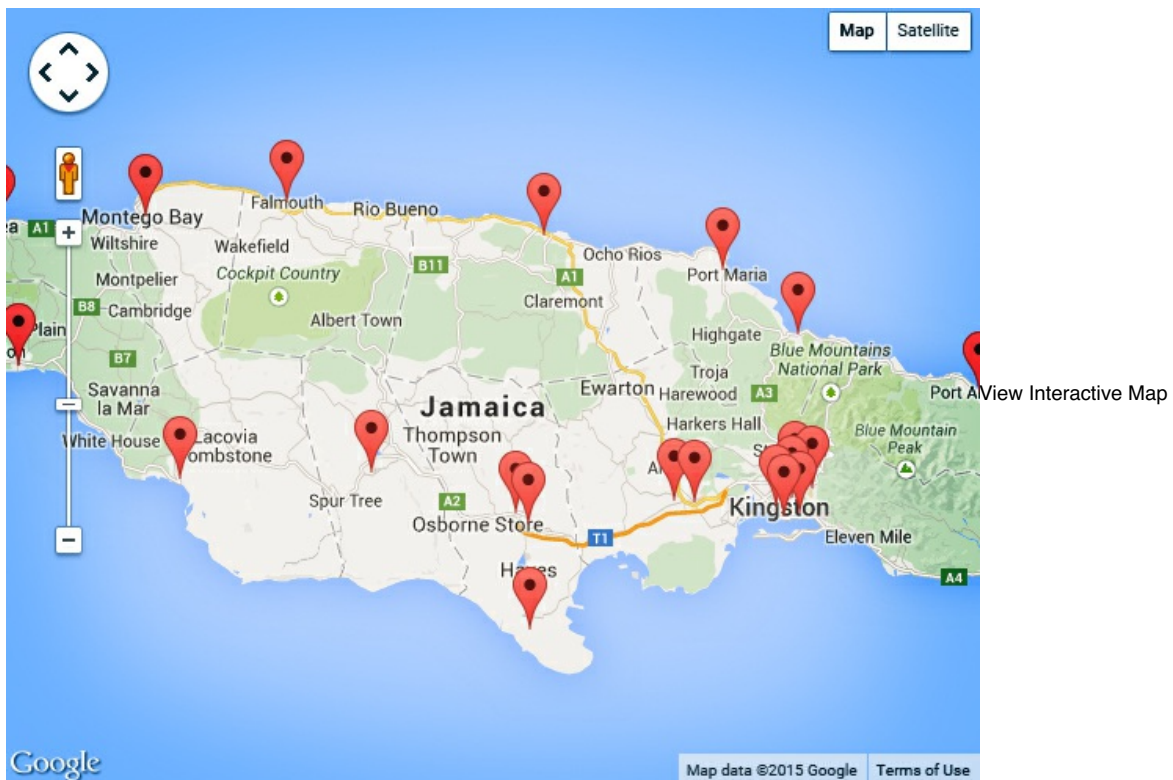 Map
Satellite
Falmouth
Rio Bueno
Montego Bay
A1
+
Wiltshire
Wakefield
Ocho Rios
Cockpit Country
B11
Port Maria
Montpelier
A1
Claremont
B8
Cambridge
Albert Town
Highgate
Plain
Blue Mountains
National Park
B7
Troja
Savanna
la Mar
Ewarton
Harewood
A3
Port A
View Interactive Map
Jamaica
Harkers Hall
White House
Lacovia
Thompson
Town
Blue Mountain
Peak
Spur Tree
A2
Osborne Store
Kingston
T1
Eleven Mile
Hayes
A4
Google
Map data ©2015 Google
Terms of Use